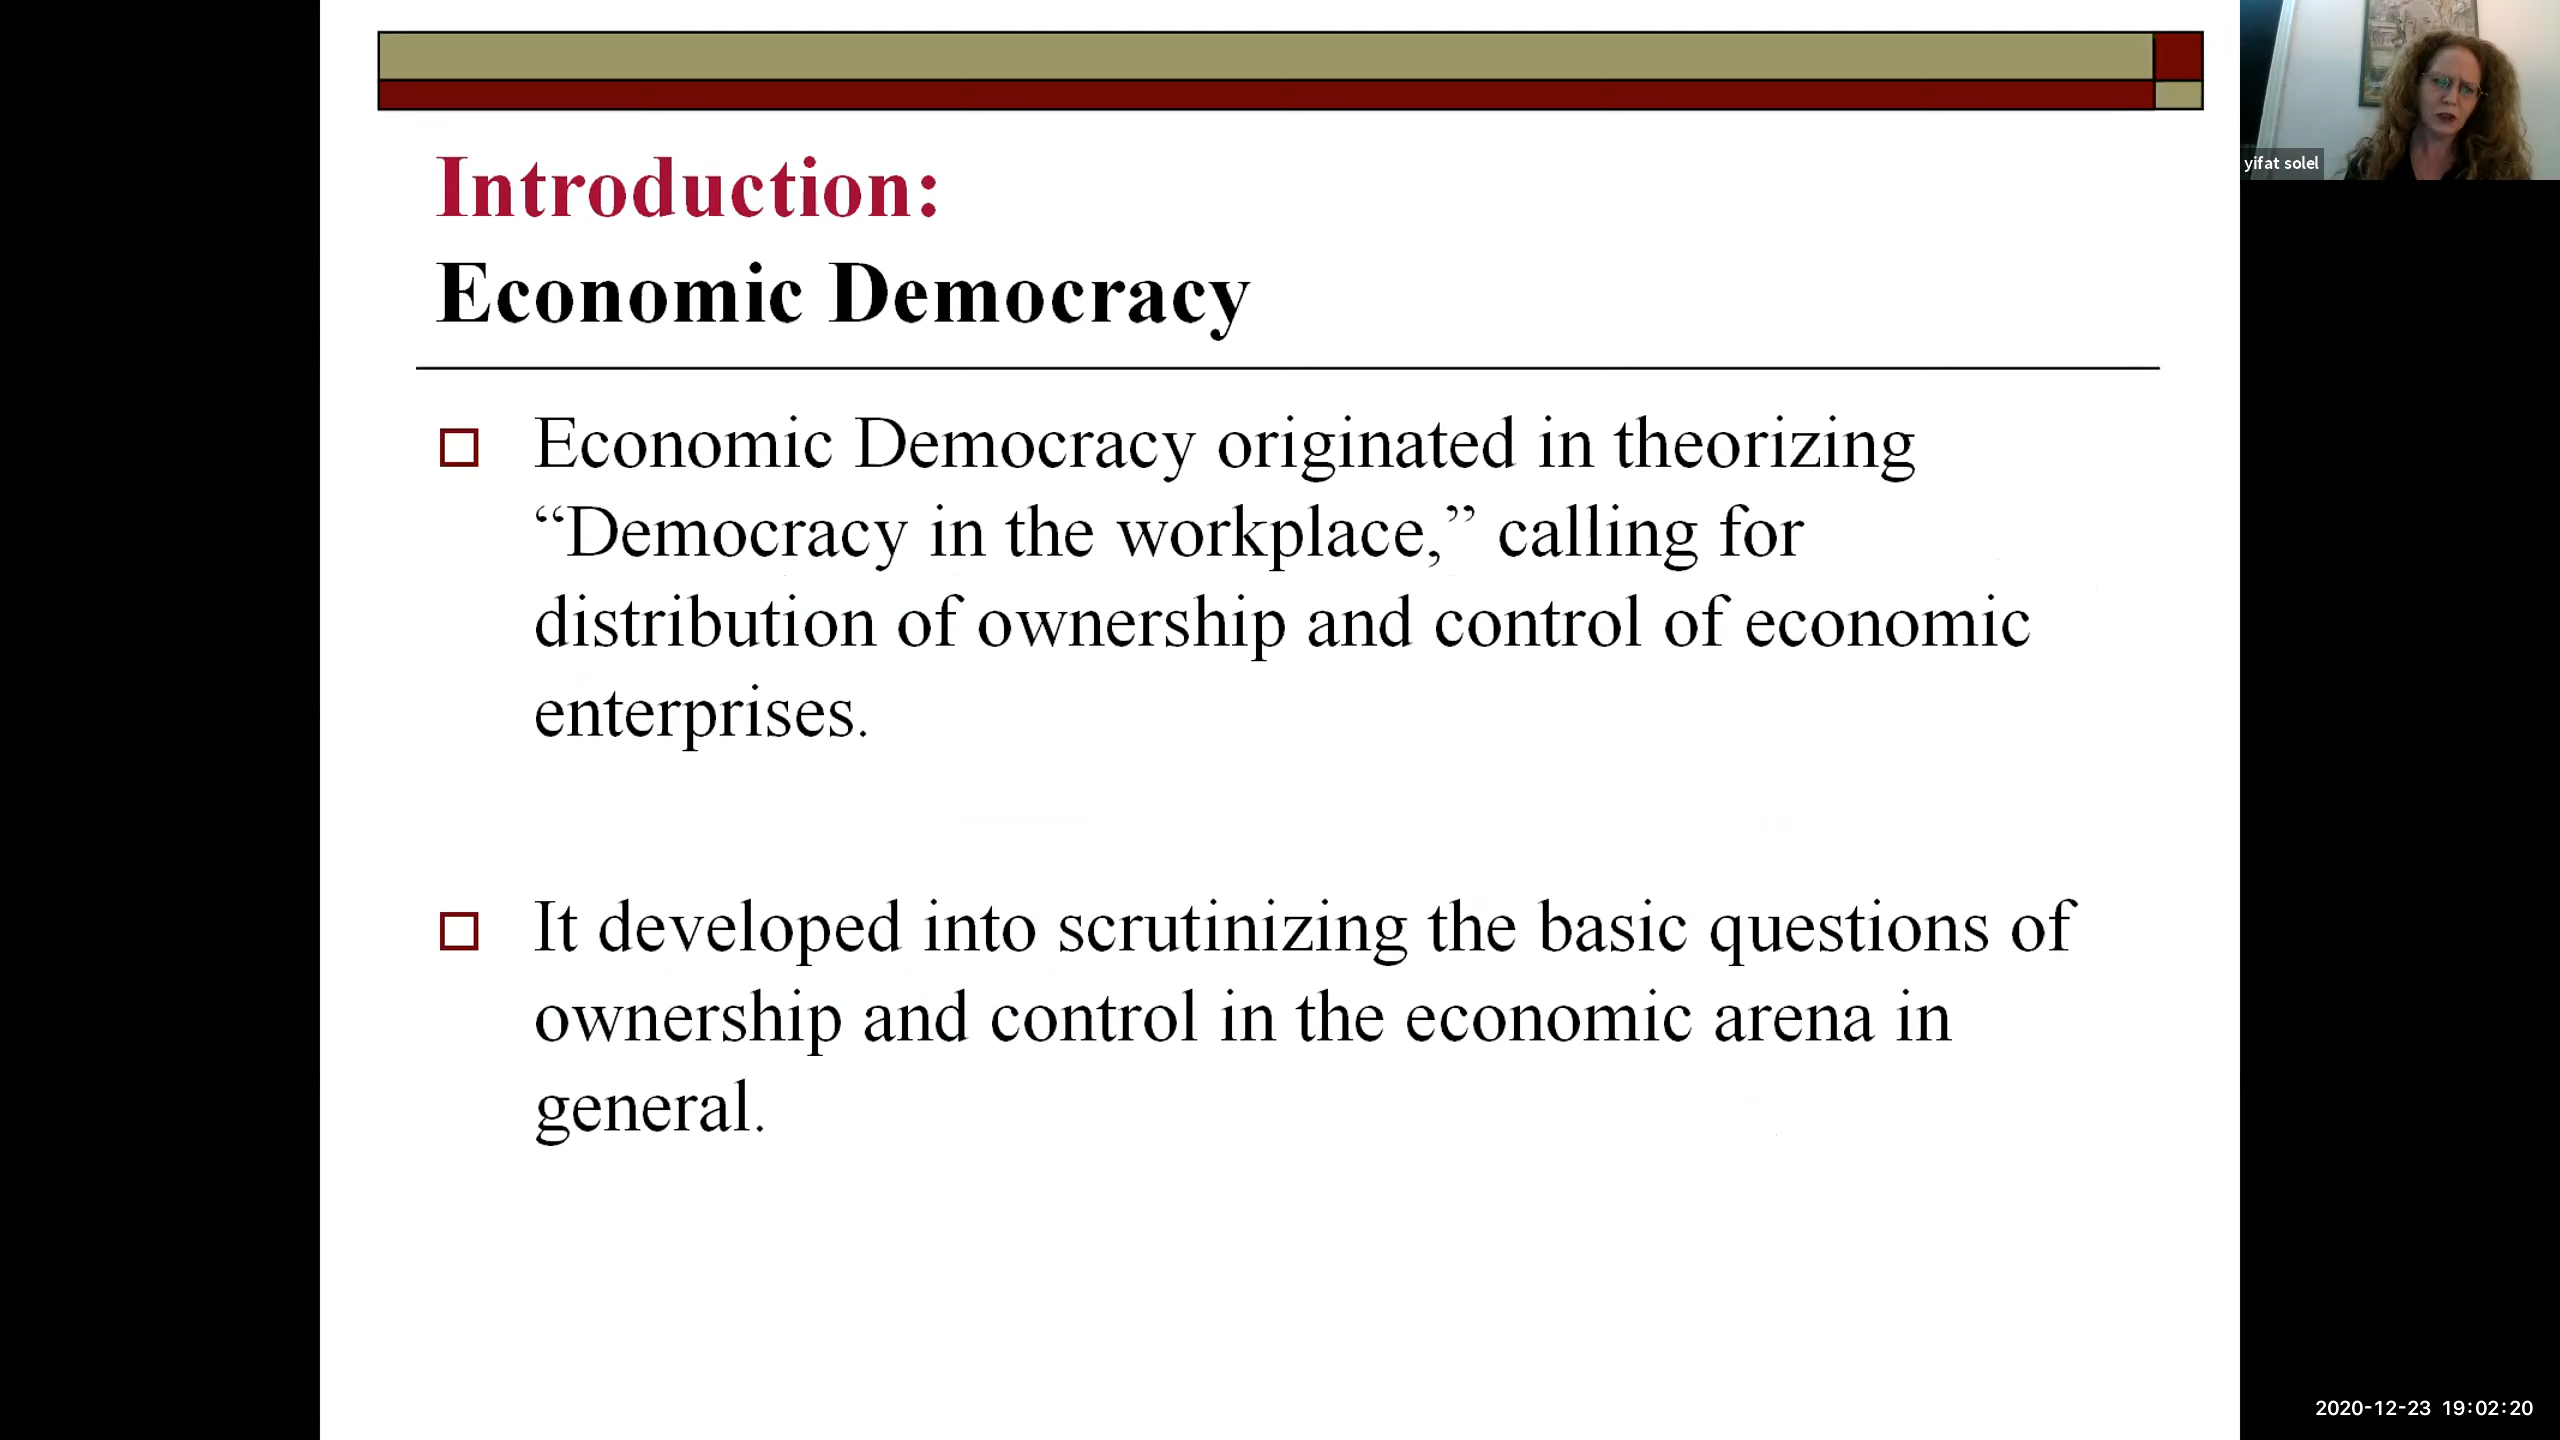 Introduction:
Economic Democracy
Economic Democracy originated in theorizing
“Democracy in the workplace,” calling for
distribution of ownership and control of economic
enterprises.
It developed into scrutinizing the basic questions of
ownership and control in the economic arena in
general.
yifat solel
2020-12-23 19:02:20